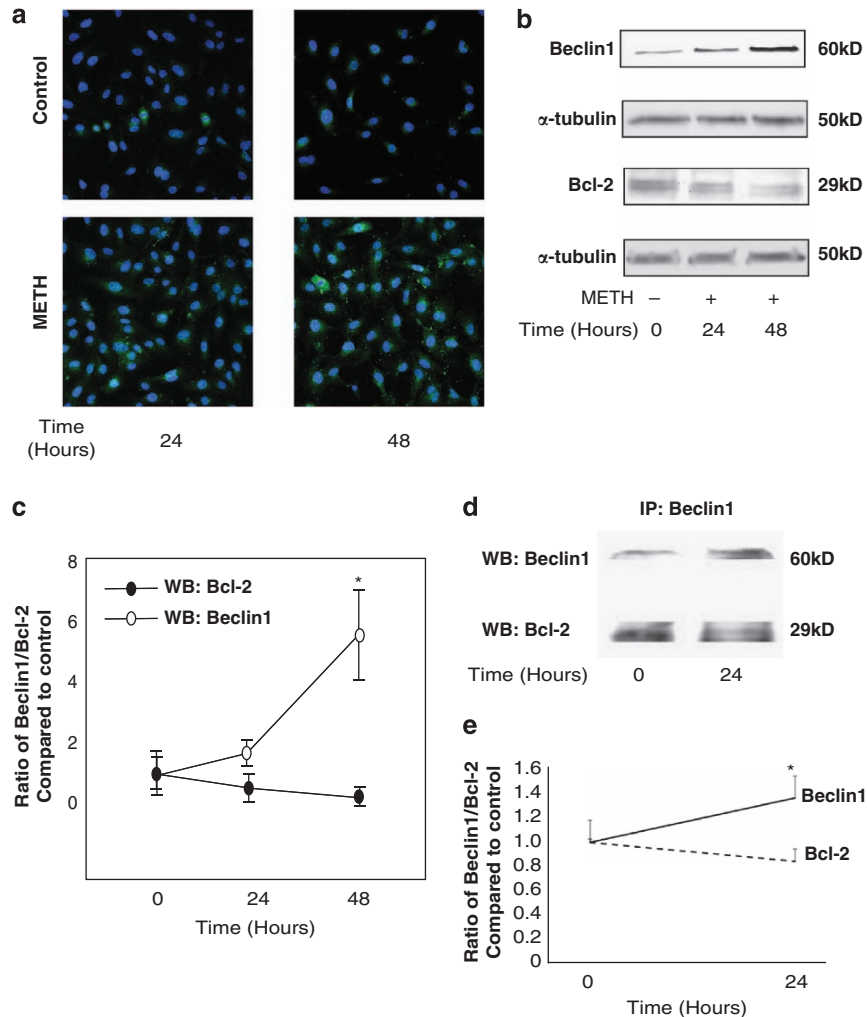 a
Control
METH
Time
(Hours)
24
48
b
Beclin1
60kD
α-tubulin
50kD
Bcl-2
29kD
α-tubulin
50kD
METH − + +
Time (Hours) 0 24 48
c
Ratio of Beclin1/Bcl-2
Compared to control
8
6
4
2
0
WB: Bcl-2
WB: Beclin1
*
0 24 48
Time (Hours)
d
IP: Beclin1
WB: Beclin1
60kD
WB: Bcl-2
29kD
Time (Hours) 0 24
e
Ratio of Beclin1/Bcl-2
Compared to control
1.6
1.4
1.2
1.0
0.8
0.6
0.4
0.2
0
*
Beclin1
Bcl-2
0 24
Time (Hours)